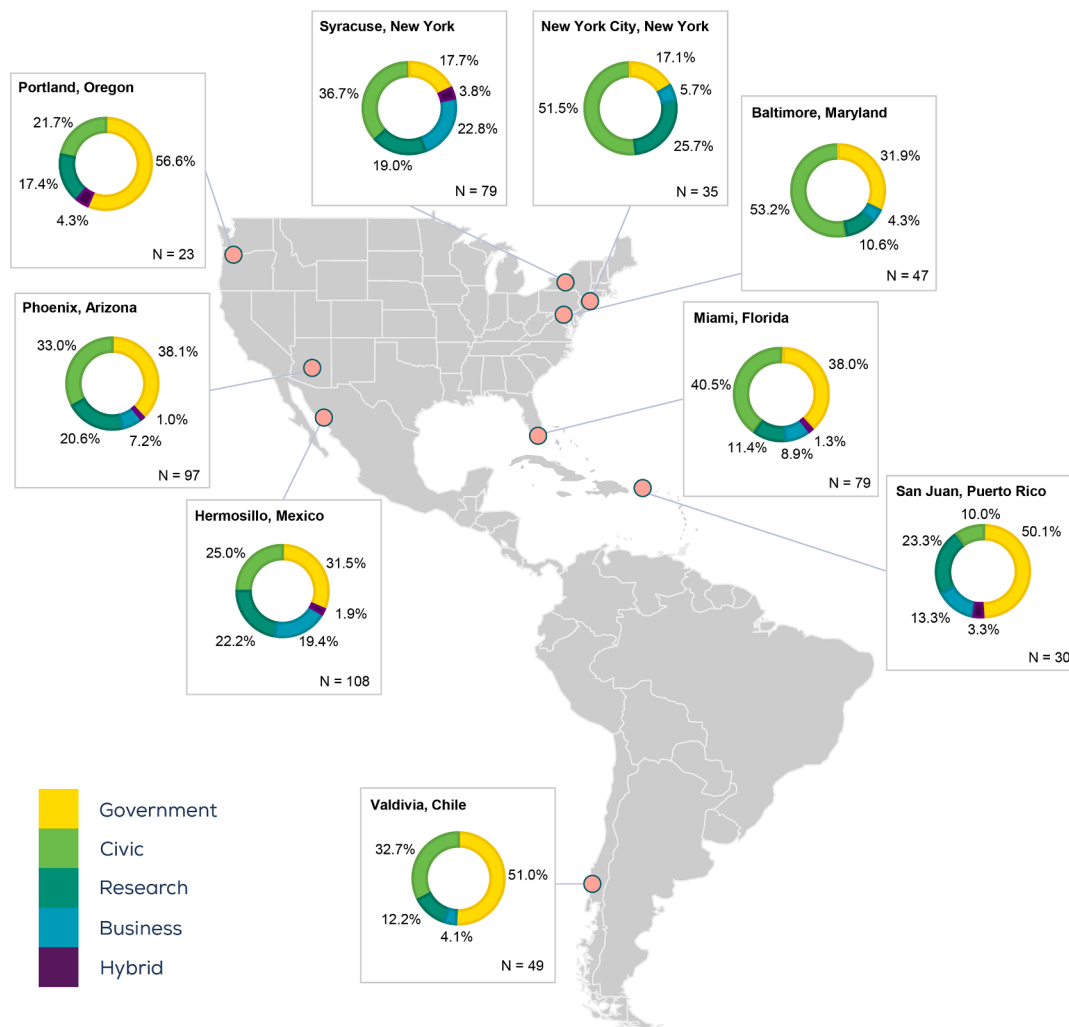 Syracuse, New York
17.7%
3.8%
22.8%
19.0%
36.7%
N = 79
New York City, New York
17.1%
5.7%
25.7%
51.5%
N = 35
Portland, Oregon
21.7%
56.6%
17.4%
4.3%
N = 23
Baltimore, Maryland
31.9%
4.3%
10.6%
53.2%
N = 47
Phoenix, Arizona
33.0%
38.1%
1.0%
7.2%
20.6%
N = 97
Miami, Florida
38.0%
40.5%
1.3%
8.9%
11.4%
N = 79
San Juan, Puerto Rico
10.0%
50.1%
23.3%
13.3%
3.3%
N = 30
Hermosillo, Mexico
25.0%
31.5%
1.9%
19.4%
22.2%
N = 108
Valdivia, Chile
32.7%
51.0%
12.2%
4.1%
N = 49
Government
Civic
Research
Business
Hybrid